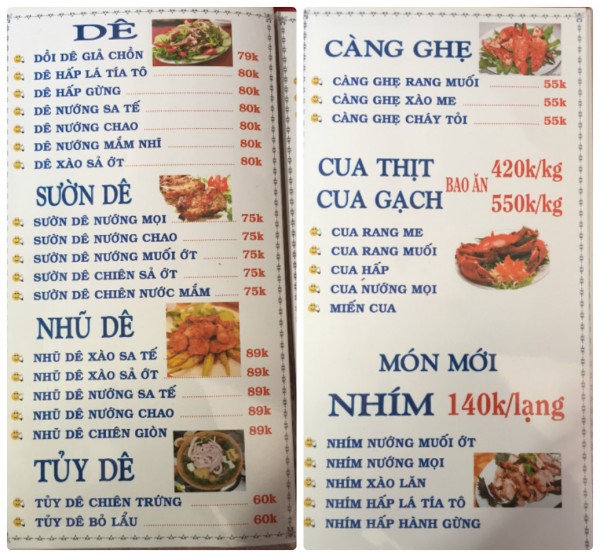 DÊ
DỒI DÊ GIẢ CHỒN 79k
DÊ HẤP LÁ TÍA TÔ 80k
DÊ HẤP GỪNG 80k
DÊ NƯỚNG SA TẾ 80k
DÊ NƯỚNG CHAO 80k
DÊ NƯỚNG MẦM NHĨ 80k
DÊ XÀO SẢ ỚT 80k
SƯỜN DÊ
SƯỜN DÊ NƯỚNG MỌI 75k
SƯỜN DÊ NƯỚNG CHAO 75k
SƯỜN DÊ NƯỚNG MUỐI ỚT 75k
SƯỜN DÊ CHIÊN SẢ ỚT 75k
SƯỜN DÊ CHIÊN NƯỚC MẮM 75k
NHŨ DÊ
NHŨ DÊ XÀO SA TẾ 89k
NHŨ DÊ XÀO SẢ ỚT 89k
NHŨ DÊ NƯỚNG SA TẾ 89k
NHŨ DÊ NƯỚNG CHAO 89k
NHŨ DÊ CHIÊN GIÒN 89k
TỦY DÊ
TỦY DÊ CHIÊN TRỨNG 60k
TỦY DÊ BỎ LẨU 60k
CÀNG GHẸ
CÀNG GHẸ RANG MUỐI 55k
CÀNG GHẸ XÀO ME 55k
CÀNG GHẸ CHÁY TỎI 55k
CUA THỊT 420k/kg
BAO ĂN
CUA GẠCH 550k/kg
CUA RANG ME
CUA RANG MUỐI
CUA HẤP
CUA NƯỚNG MỌI
MIẾN CUA
MÓN MỚI
NHÍM 140k/lạng
NHÍM NƯỚNG MUỐI ỚT
NHÍM NƯỚNG MỌI
NHÍM XÀO LĂN
NHÍM HẤP LÁ TÍA TÔ
NHÍM HẤP HÀNH GỪNG